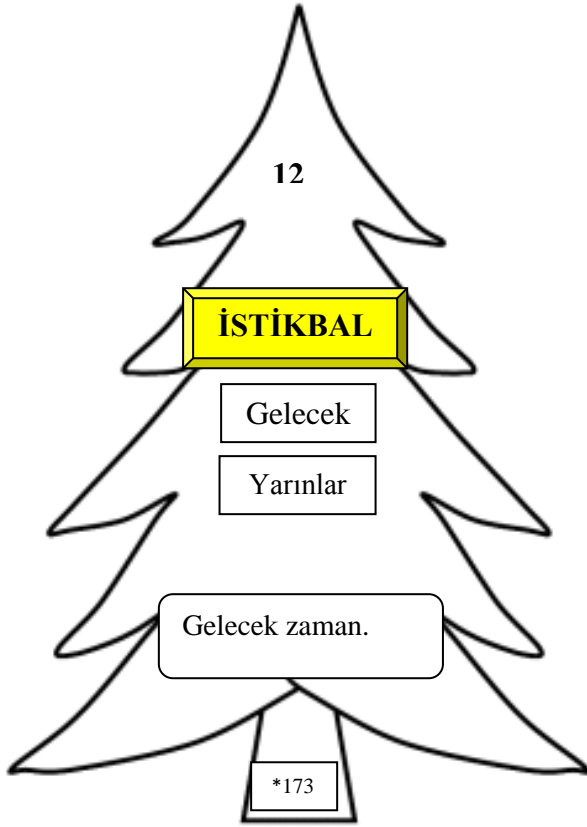 12
İSTİKBAL
Gelecek
Yarınlar
Gelecek zaman.
*173